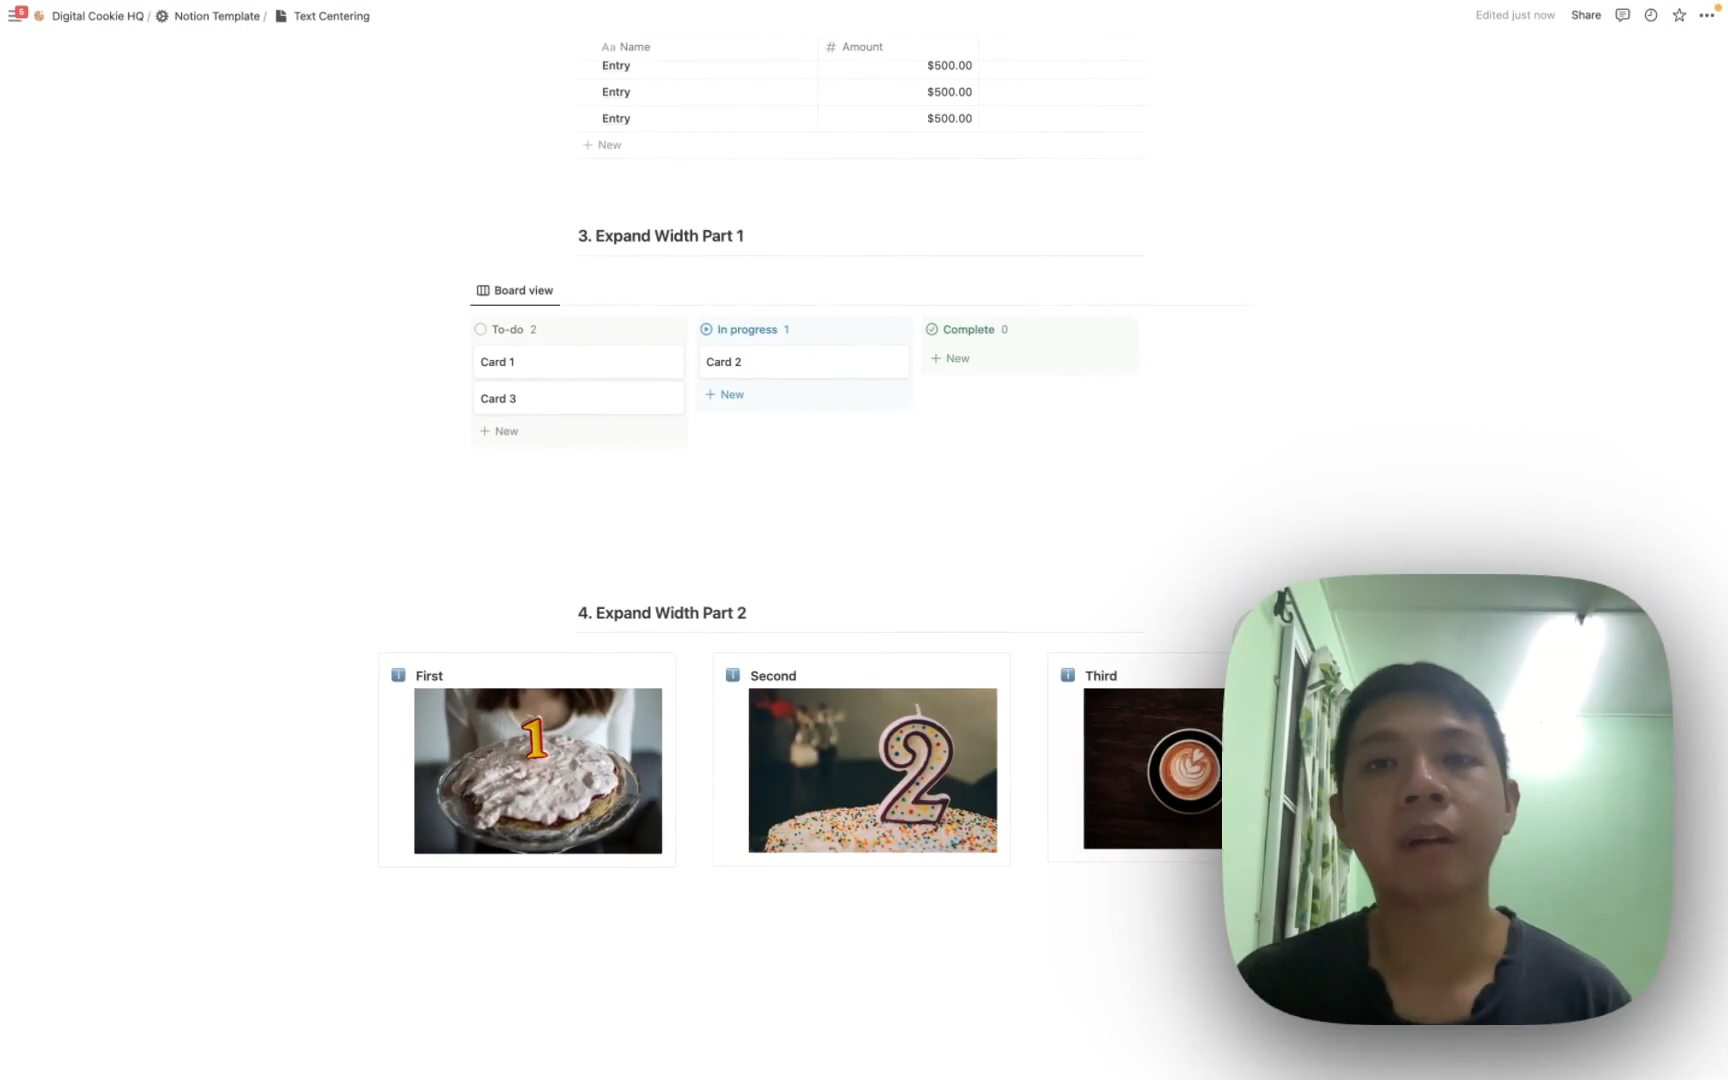 5 Digital Cookie HQ / Notion Template / Text Centering Edited just now Share
Aa Name # Amount
Entry $500.00
Entry $500.00
Entry $500.00
+ New
3. Expand Width Part 1
Board view
To-do 2 In progress 1 Complete 0
Card 1 Card 2 + New
Card 3 + New
+ New
4. Expand Width Part 2
First Second Third
1 2